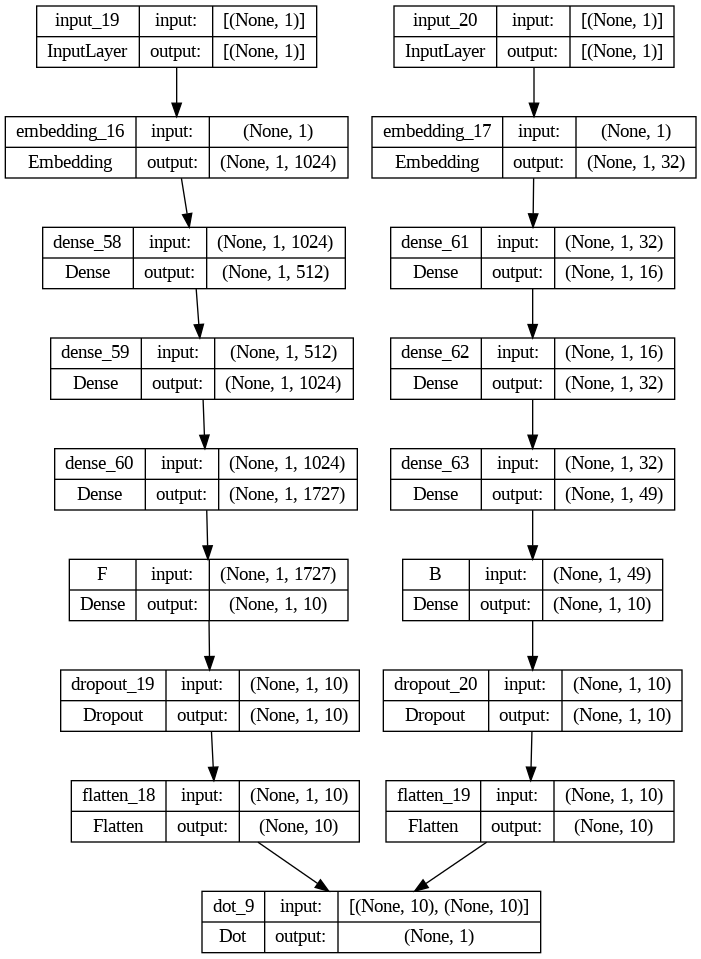 input_19 input: [(None, 1)]
InputLayer output: [(None, 1)]
input_20 input: [(None, 1)]
InputLayer output: [(None, 1)]
embedding_16 input: (None, 1)
Embedding output: (None, 1, 1024)
embedding_17 input: (None, 1)
Embedding output: (None, 1, 32)
dense_58 input: (None, 1, 1024)
Dense output: (None, 1, 512)
dense_61 input: (None, 1, 32)
Dense output: (None, 1, 16)
dense_59 input: (None, 1, 512)
Dense output: (None, 1, 1024)
dense_62 input: (None, 1, 16)
Dense output: (None, 1, 32)
dense_60 input: (None, 1, 1024)
Dense output: (None, 1, 1727)
dense_63 input: (None, 1, 32)
Dense output: (None, 1, 49)
F input: (None, 1, 1727)
Dense output: (None, 1, 10)
B input: (None, 1, 49)
Dense output: (None, 1, 10)
dropout_19 input: (None, 1, 10)
Dropout output: (None, 1, 10)
dropout_20 input: (None, 1, 10)
Dropout output: (None, 1, 10)
flatten_18 input: (None, 1, 10)
Flatten output: (None, 10)
flatten_19 input: (None, 1, 10)
Flatten output: (None, 10)
dot_9 input: [(None, 10), (None, 10)]
Dot output: (None, 1)